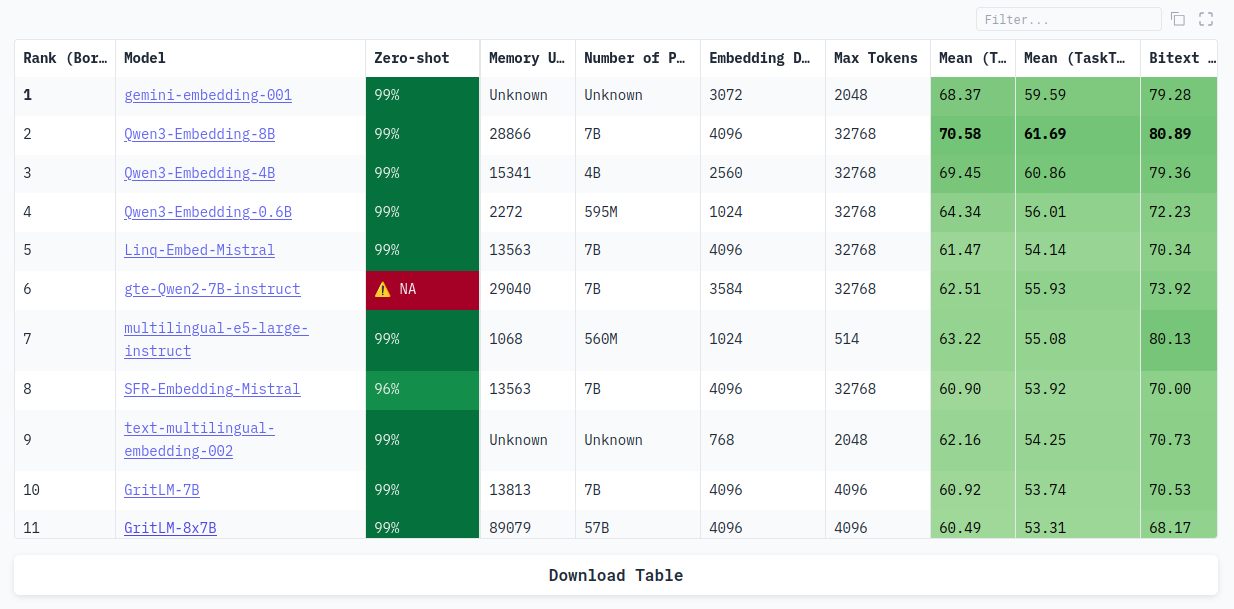 Filter...
Rank (Bor… Model Zero-shot Memory U… Number of P… Embedding D… Max Tokens Mean (T… Mean (TaskT… Bitext …
1 gemini-embedding-001 99% Unknown Unknown 3072 2048 68.37 59.59 79.28
2 Qwen3-Embedding-8B 99% 28866 7B 4096 32768 70.58 61.69 80.89
3 Qwen3-Embedding-4B 99% 15341 4B 2560 32768 69.45 60.86 79.36
4 Qwen3-Embedding-0.6B 99% 2272 595M 1024 32768 64.34 56.01 72.23
5 Linq-Embed-Mistral 99% 13563 7B 4096 32768 61.47 54.14 70.34
6 gte-Qwen2-7B-instruct ⚠️ NA 29040 7B 3584 32768 62.51 55.93 73.92
multilingual-e5-large-
7 instruct 99% 1068 560M 1024 514 63.22 55.08 80.13
8 SFR-Embedding-Mistral 96% 13563 7B 4096 32768 60.90 53.92 70.00
text-multilingual-
9 embedding-002 99% Unknown Unknown 768 2048 62.16 54.25 70.73
10 GritLM-7B 99% 13813 7B 4096 4096 60.92 53.74 70.53
11 GritLM-8x7B 99% 89079 57B 4096 4096 60.49 53.31 68.17
Download Table